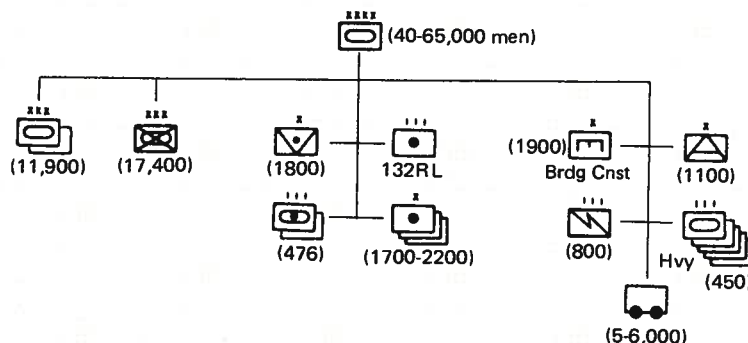 (40-65,000 men)
(11,900)
(17,400)
(1800)
132RL
(476)
(1700-2200)
(1900)
Brdg Cnst
(1100)
(800)
Hvy
(450)
(5-6,000)